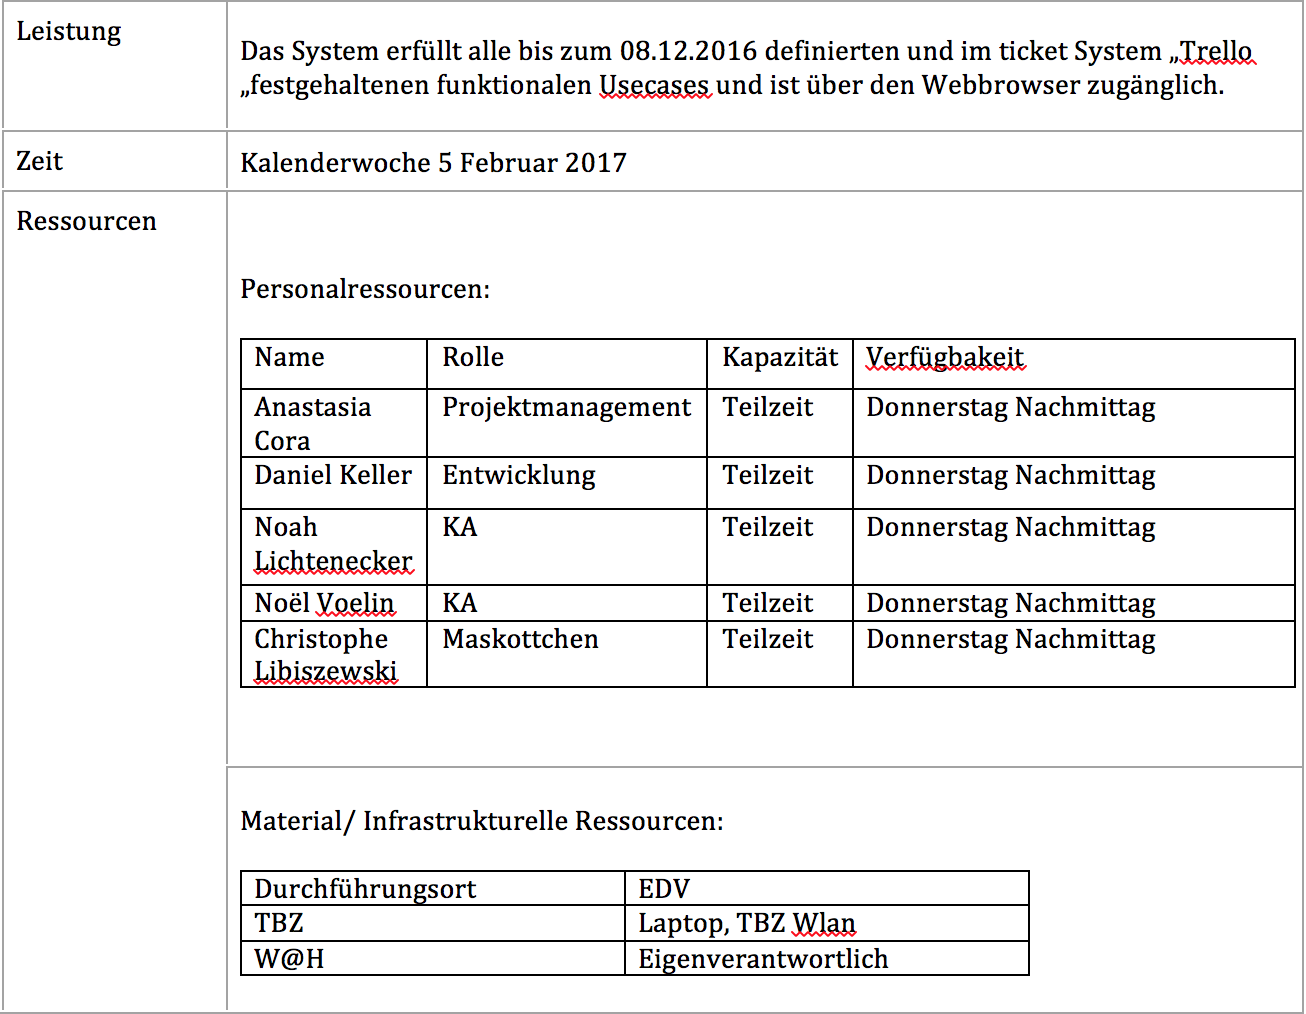 Leistung
Das System erfüllt alle bis zum 08.12.2016 definierten und im ticket System „Trello
„festgehaltenen funktionalen Usecases und ist über den Webbrowser zugänglich.
Zeit
Kalenderwoche 5 Februar 2017
Ressourcen
Personalressourcen:
Name Rolle Kapazität Verfügbakeit
Anastasia Projektmanagement Teilzeit Donnerstag Nachmittag
Cora
Daniel Keller Entwicklung Teilzeit Donnerstag Nachmittag
Noah KA Teilzeit Donnerstag Nachmittag
Lichtenecker
Noël Voelin KA Teilzeit Donnerstag Nachmittag
Christophe Maskottchen Teilzeit Donnerstag Nachmittag
Libiszewski
Material/ Infrastrukturelle Ressourcen:
Durchführungsort EDV
TBZ Laptop, TBZ Wlan
W@H Eigenverantwortlich